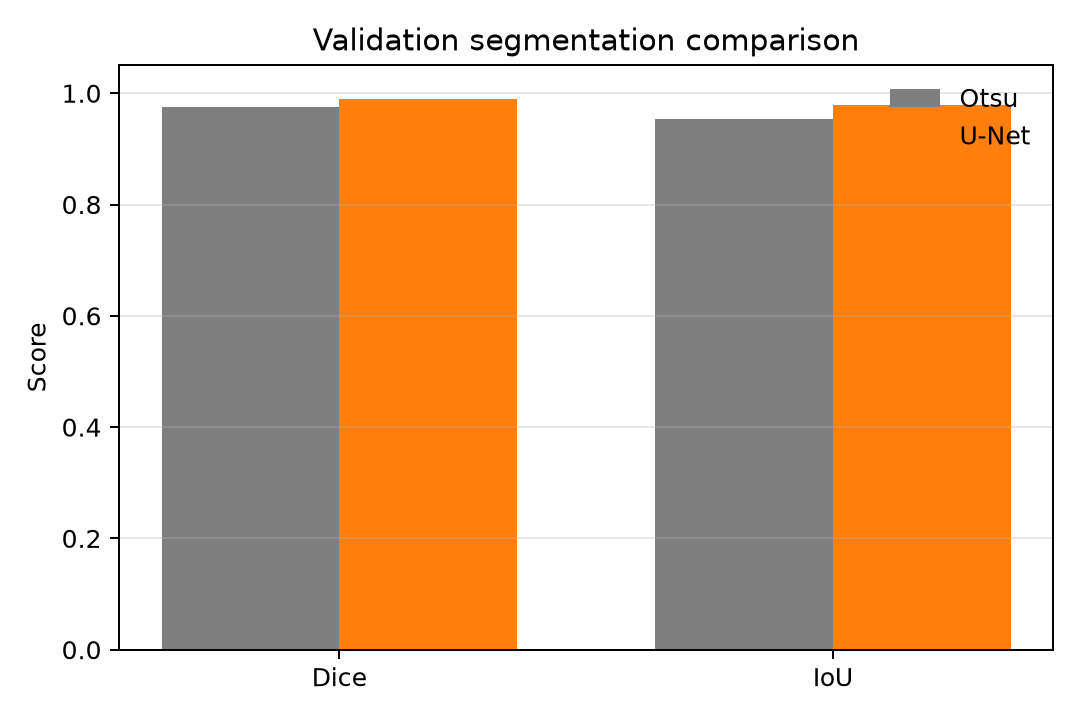 Validation segmentation comparison
Otsu
U-Net
1.0
0.8
0.6
0.4
0.2
0.0
Score
Dice
IoU